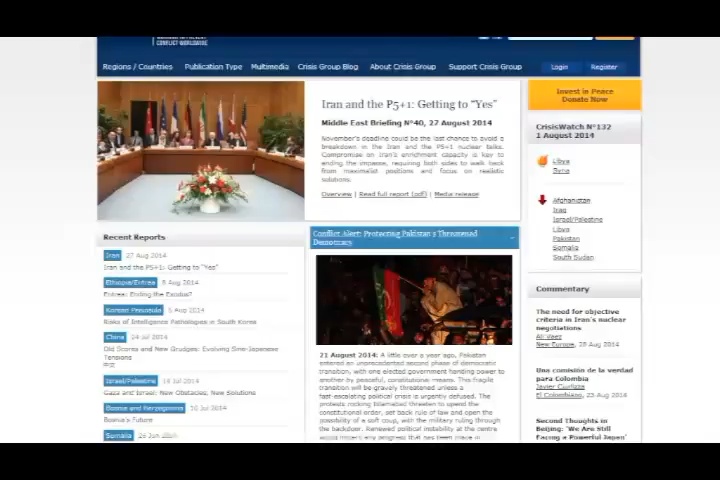 CONFLICT WORLDWIDE
Regions / Countries Publication Type Multimedia Crisis Group Blog About Crisis Group Support Crisis Group Login Register
Iran and the P5+1: Getting to "Yes"
Middle East Briefing N°40, 27 August 2014
November's deadline could be the last chance to avoid a
breakdown in the Iran and the P5+1 nuclear talks.
Compromise on Iran's enrichment capacity is key to
ending the impasse, requiring both sides to walk back
from maximalist positions and focus on realistic
solutions.
Overview | Read full report (pdf) | Media release
Invest in Peace
Donate Now
CrisisWatch N°132
1 August 2014
Libya
Syria
Afghanistan
Iraq
Israel/Palestine
Libya
Pakistan
Somalia
South Sudan
Recent Reports
Iran 27 Aug 2014
Iran and the P5+1: Getting to "Yes"
Ethiopia/Eritrea 8 Aug 2014
Eritrea: Ending the Exodus?
Korean Peninsula 5 Aug 2014
Risks of Intelligence Pathologies in South Korea
China 24 Jul 2014
Old Scores and New Grudges: Evolving Sino-Japanese
Tensions
中文
Israel/Palestine Jul 2014
Gaza and Israel: New Obstacles, New Solutions
Bosnia and Herzegovina 10 Jul 2014
Bosnia's Future
Somalia Jun 2014
Conflict Alert: Protecting Pakistan's Threatened
Democracy
21 August 2014: A little over a year ago, Pakistan
entered an unprecedented second phase of democratic
transition, with one elected government handing power to
another by peaceful, constitutional means. This fragile
transition will be gravely threatened unless a
fast-escalating political crisis is urgently defused. The
protests rocking Islamabad threaten to upend the
constitutional order, set back rule of law and open the
possibility of a soft coup, with the military ruling through
the backdoor. Renewed political instability at the centre
would imperil any progress that has been made in
Commentary
The need for objective
criteria in Iran's nuclear
negotiations
Ali Vaez
New Europe, 28 Aug 2014
Una comisión de la verdad
para Colombia
Javier Ciurlizza
El Colombiano, 23 Aug 2014
Second Thoughts in
Beijing: 'We Are Still
Facing a Powerful Japan'